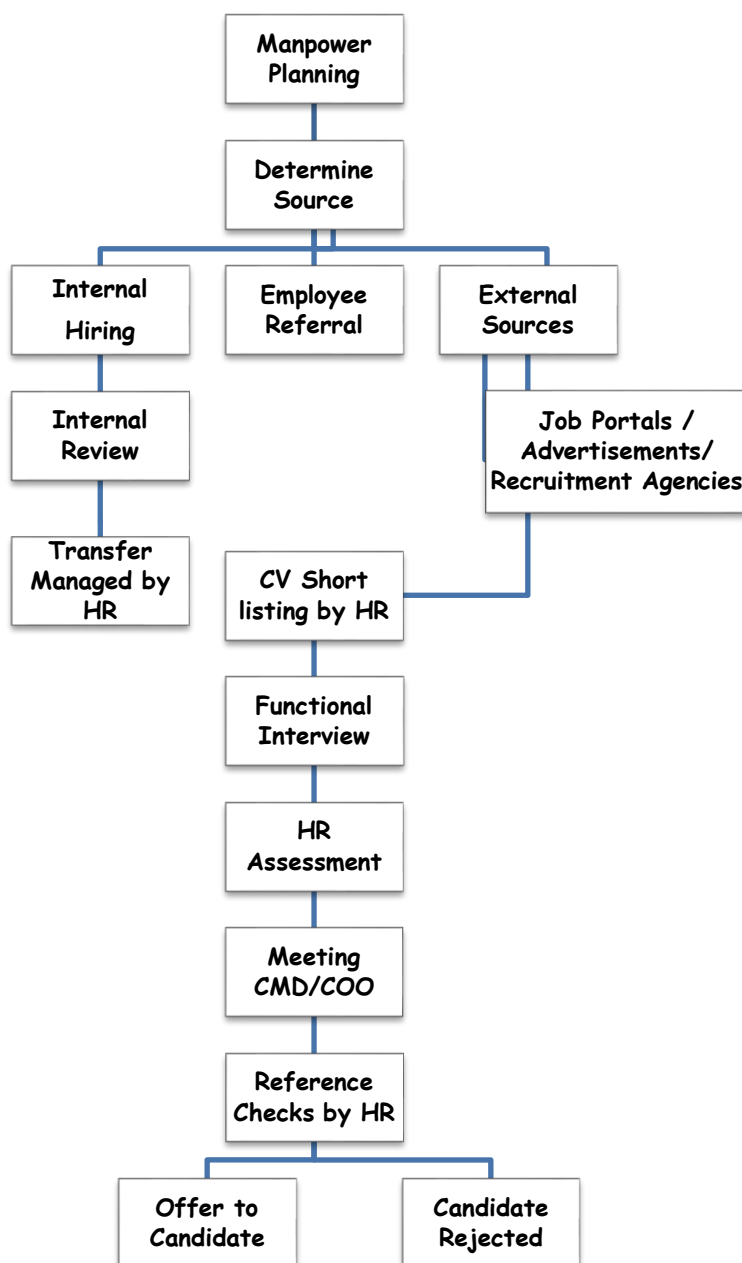 Manpower
Planning
Determine
Source
Internal
Hiring
Employee
Referral
External
Sources
Internal
Review
Job Portals /
Advertisements/
Recruitment Agencies
Transfer
Managed by
HR
CV Short
listing by HR
Functional
Interview
HR
Assessment
Meeting
CMD/COO
Reference
Checks by HR
Offer to
Candidate
Candidate
Rejected